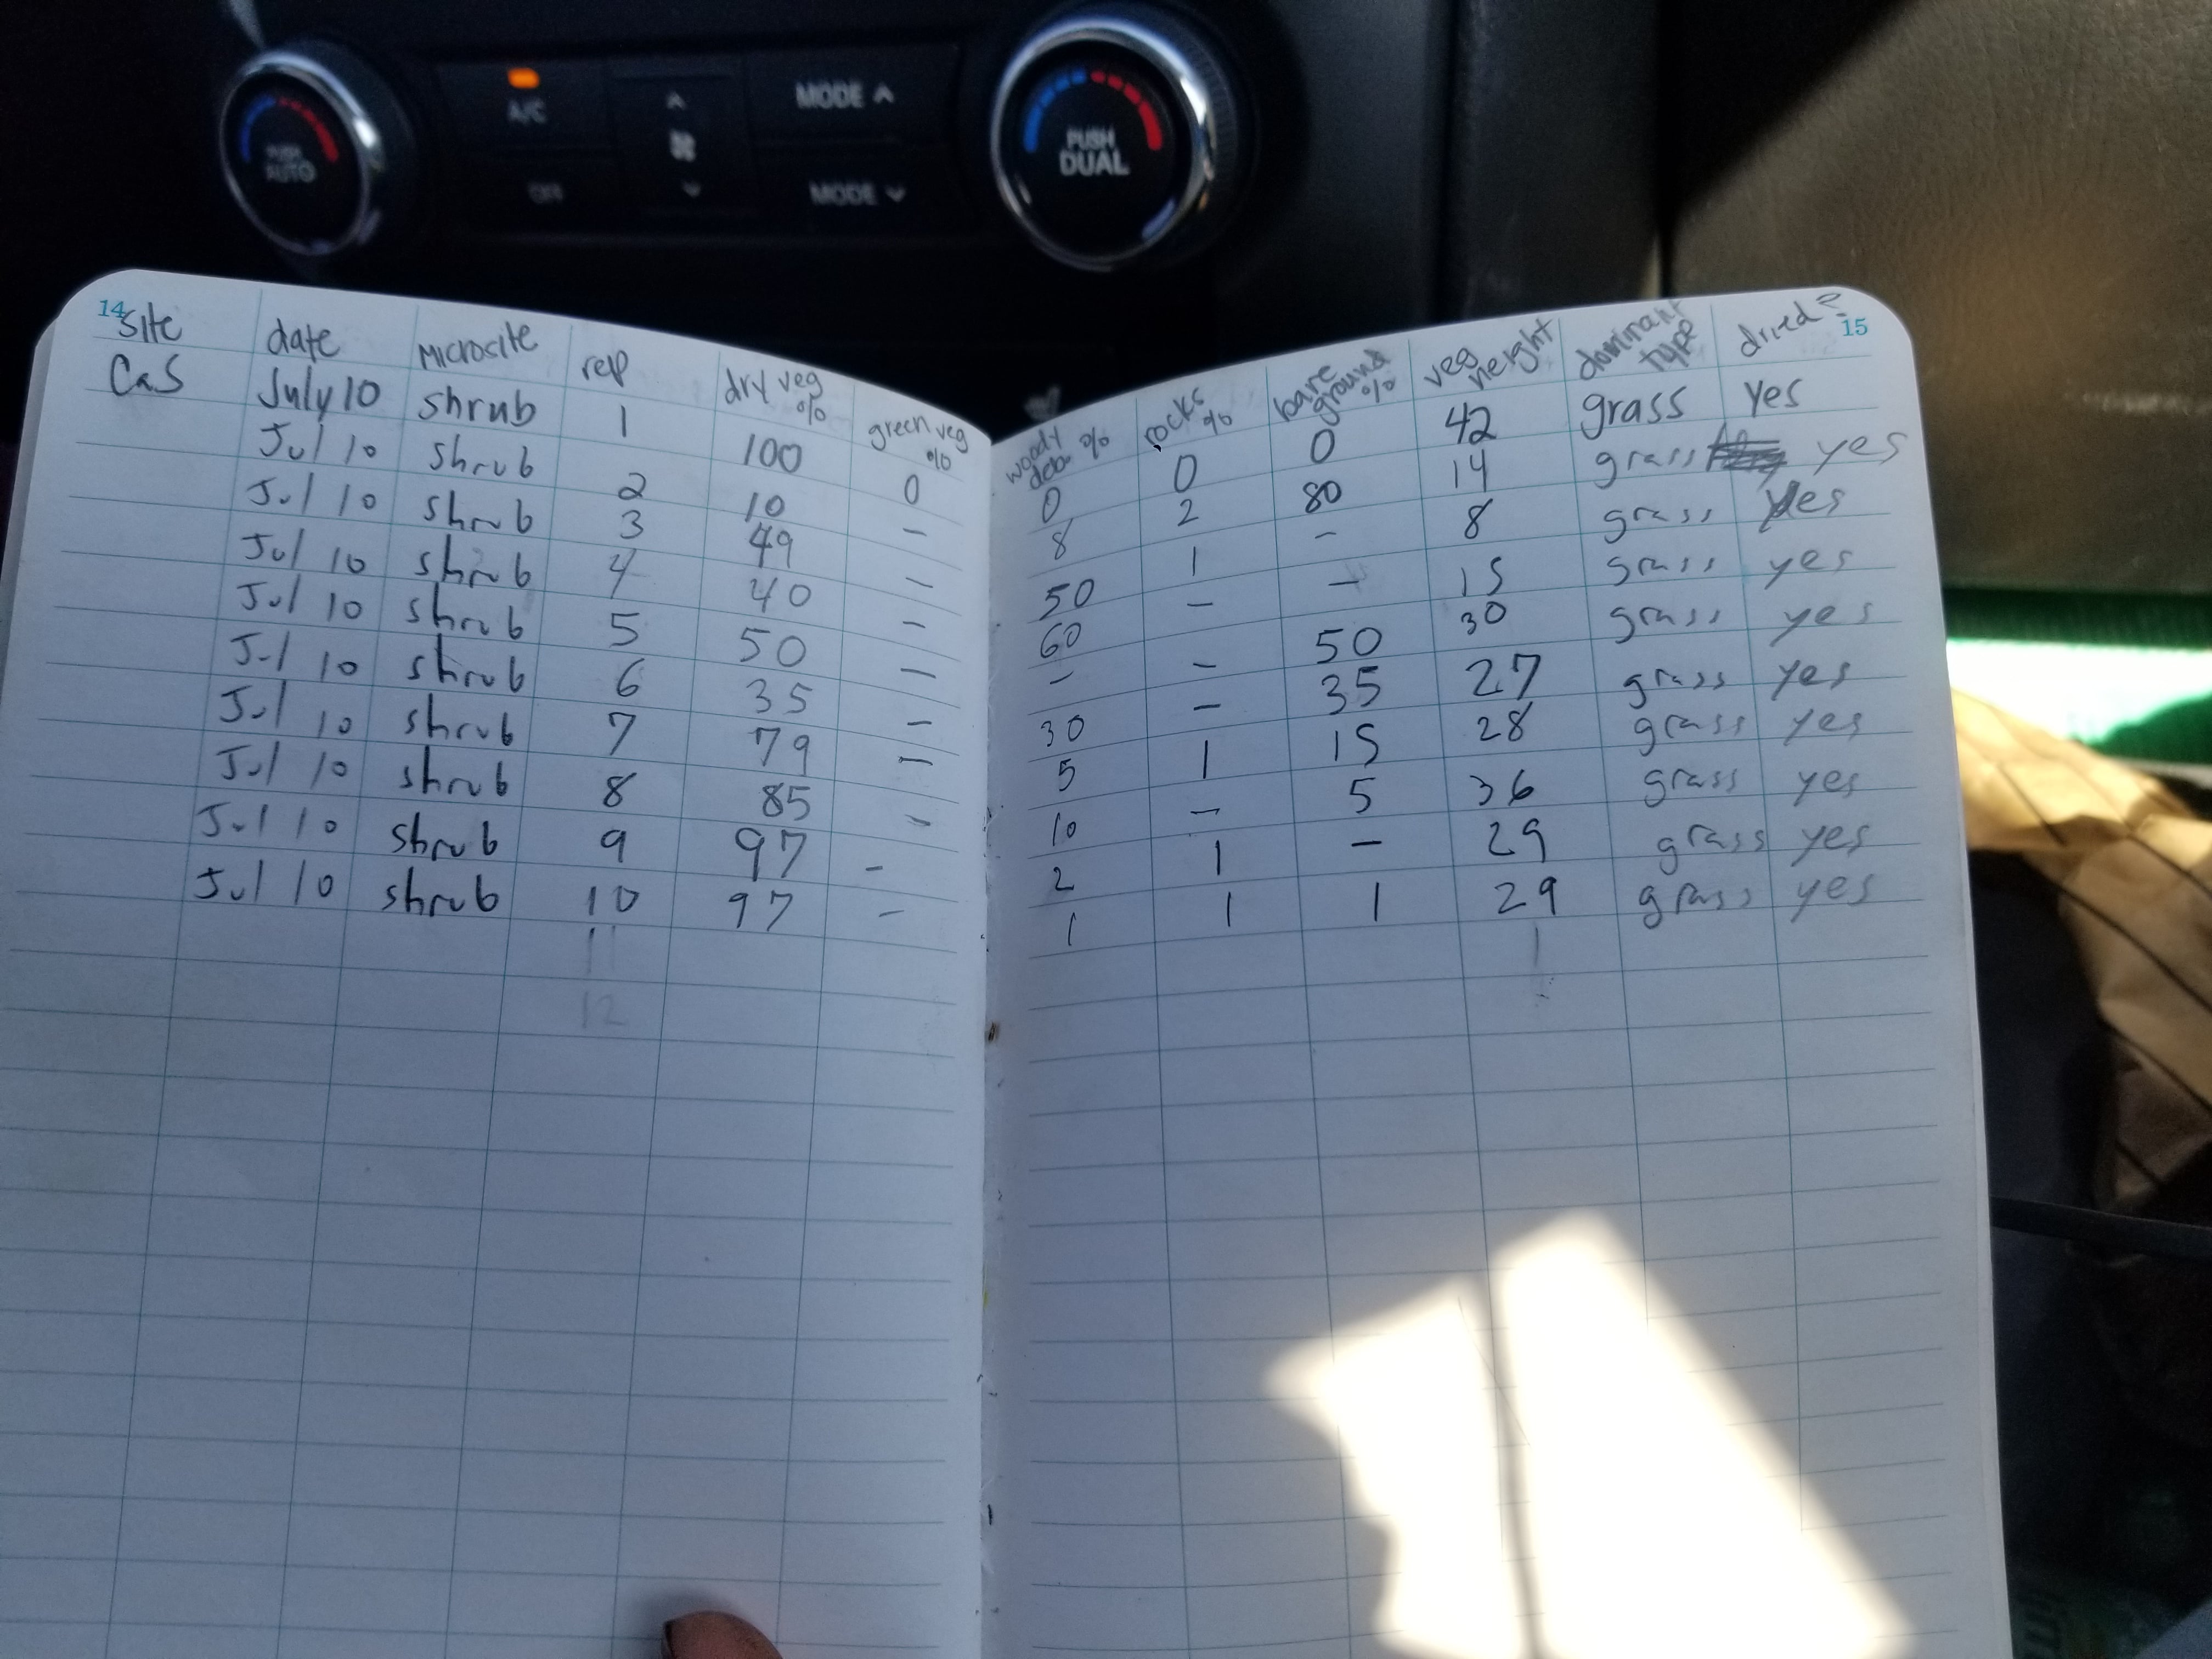 PUSH AUTO
A/C
OFF
MODE
MODE
PUSH DUAL
14
15
site date Microsite rep dry veg % green veg % woody deb. % rocks % bare ground % veg height dominant type dried?
CaS July 10 shrub 1 100 0 0 0 0 42 grass yes
Jul 10 shrub 2 10 – 8 2 80 14 grass yes
Jul 10 shrub 3 49 – 50 1 – 8 grass yes
Jul 10 shrub 4 40 – 60 – – 15 grass yes
Jul 10 shrub 5 50 – – – 50 30 grass yes
Jul 10 shrub 6 35 – 30 – 35 27 grass yes
Jul 10 shrub 7 79 – 5 1 15 28 grass yes
Jul 10 shrub 8 85 – 10 – 5 36 grass yes
Jul 10 shrub 9 97 – 2 1 – 29 grass yes
Jul 10 shrub 10 97 – 1 1 1 29 grass yes
11
12